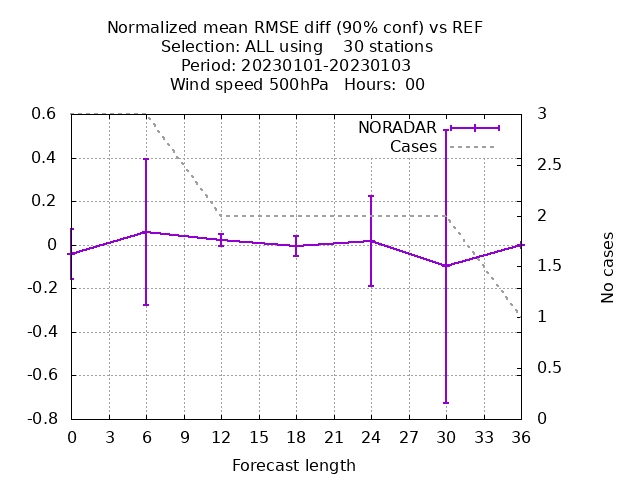 Normalized mean RMSE diff (90% conf) vs REF
Selection: ALL using    30 stations
Period: 20230101-20230103
Wind speed 500hPa   Hours: 00
NORADAR
Cases
0.6
0.4
0.2
0
-0.2
-0.4
-0.6
-0.8
3
2.5
2
1.5
1
0.5
0
No cases
0 3 6 9 12 15 18 21 24 27 30 33 36
Forecast length